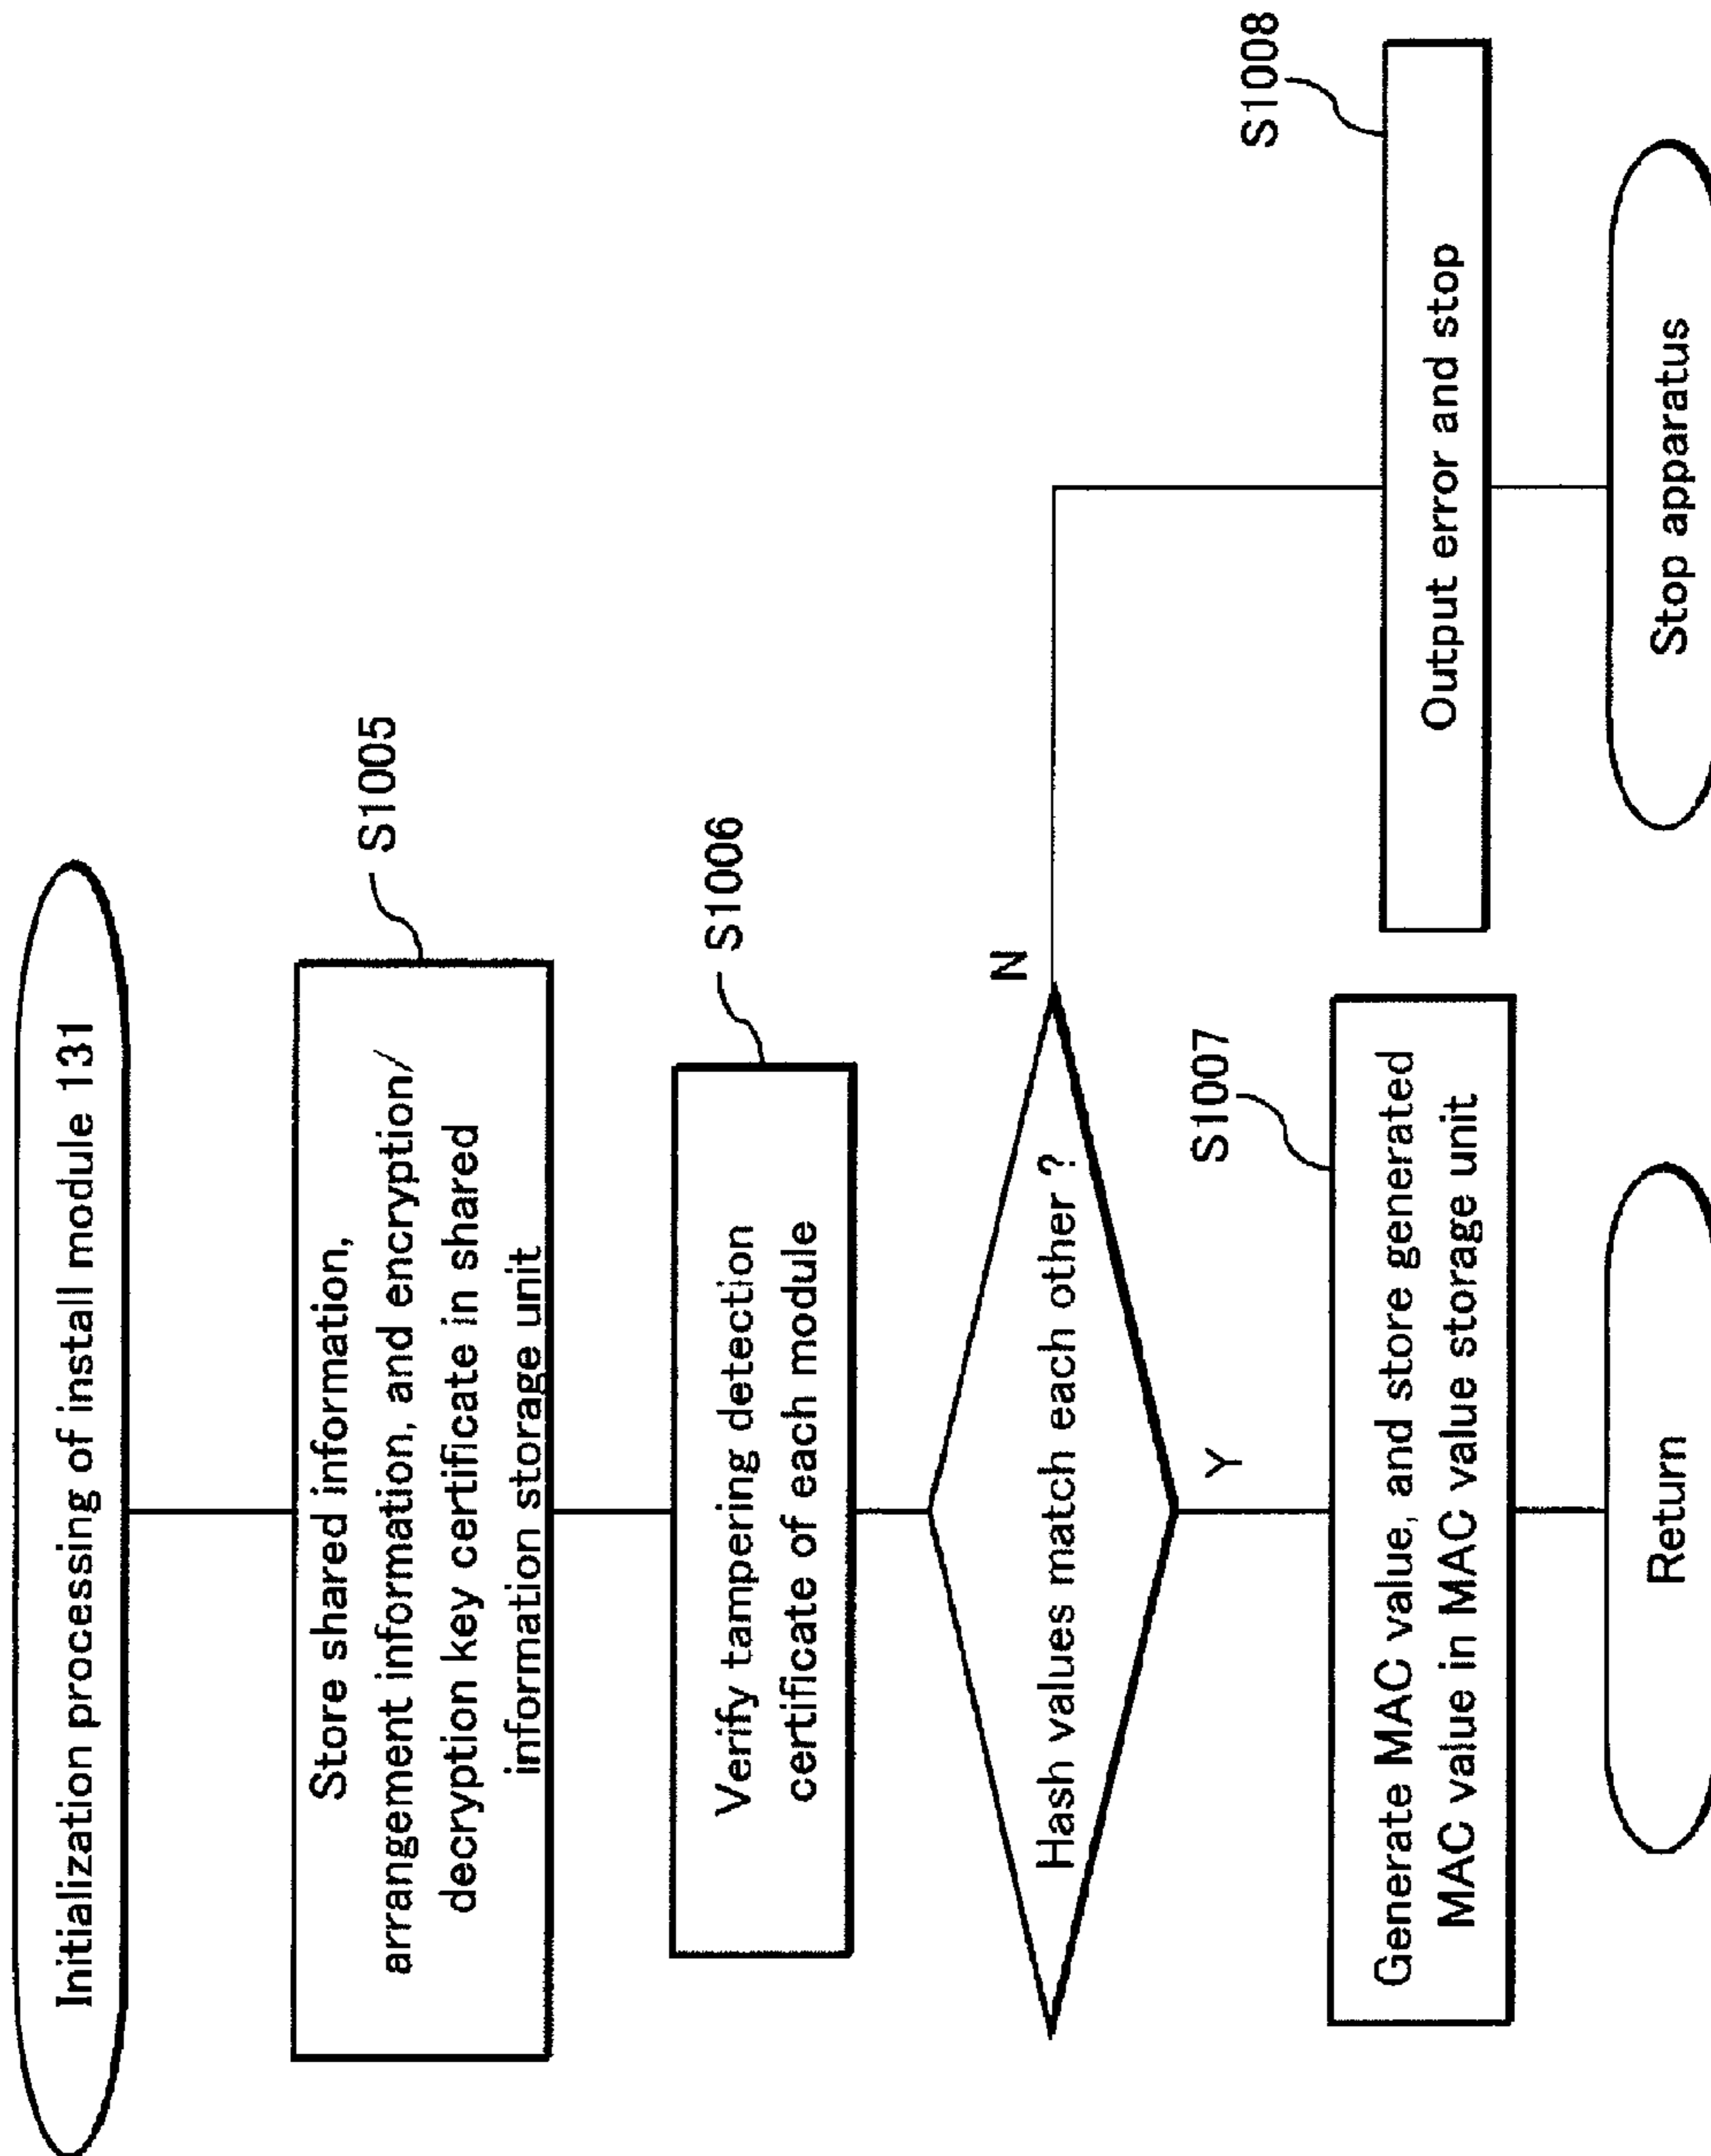 Initialization processing of install module 131
S1005
Store shared information,
arrangement information, and encryption/
decryption key certificate in shared
information storage unit
S1006
Verify tampering detection
certificate of each module
Hash values match each other ?
N
Y
S1007
Generate MAC value, and store generated
MAC value in MAC value storage unit
S1008
Output error and stop
Return
Stop apparatus